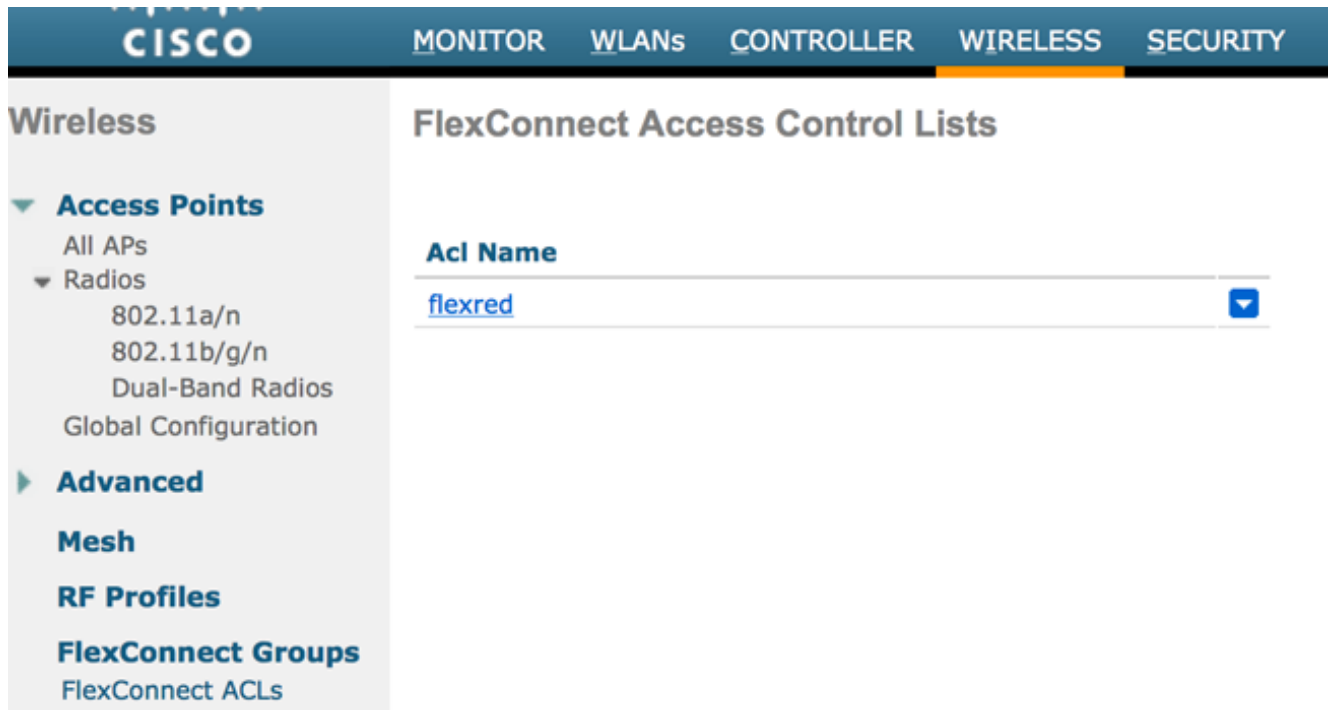 CISCO
MONITOR WLANs CONTROLLER WIRELESS SECURITY
Wireless
Access Points
All APs
Radios
802.11a/n
802.11b/g/n
Dual-Band Radios
Global Configuration
Advanced
Mesh
RF Profiles
FlexConnect Groups
FlexConnect ACLs
FlexConnect Access Control Lists
Acl Name
flexred